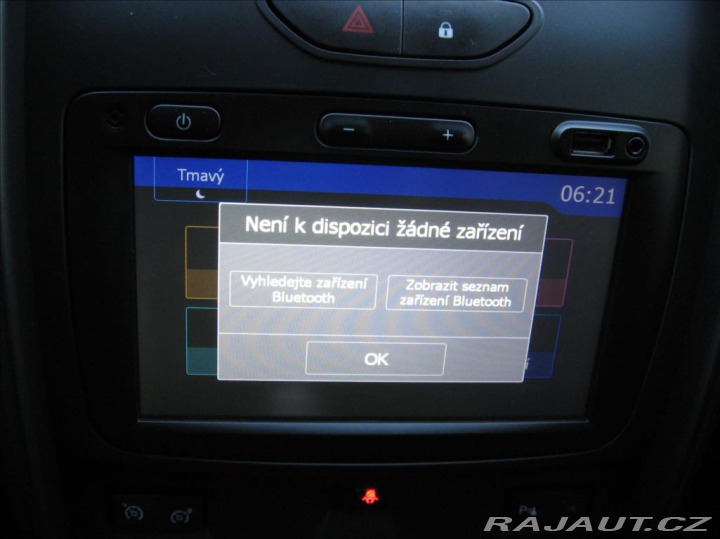 Tmavý
06:21
Není k dispozici žádné zařízení
Vyhledejte zařízení
Bluetooth
Zobrazit seznam
zařízení Bluetooth
OK
RAJAUT.CZ